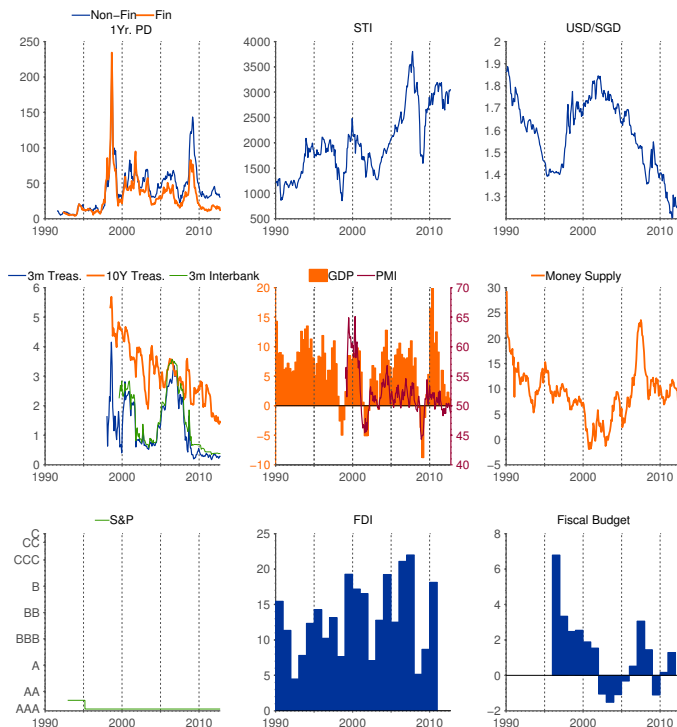 Non-Fin Fin
1Yr. PD
250
200
150
100
50
0
1990 2000 2010
STI
4000
3500
3000
2500
2000
1500
1000
500
1990 2000 2010
USD/SGD
2
1.9
1.8
1.7
1.6
1.5
1.4
1.3
1990 2000 2010
3m Treas. 10Y Treas. 3m Interbank
6
5
4
3
2
1
0
1990 2000 2010
GDP PMI
20
15
10
5
0
-5
-10
70
65
60
55
50
45
40
1990 2000 2010
Money Supply
30
25
20
15
10
5
0
-5
1990 2000 2010
S&P
C
CC
CCC
B
BB
BBB
A
AA
AAA
1990 2000 2010
FDI
25
20
15
10
5
0
1990 2000 2010
Fiscal Budget
8
6
4
2
0
-2
1990 2000 2010